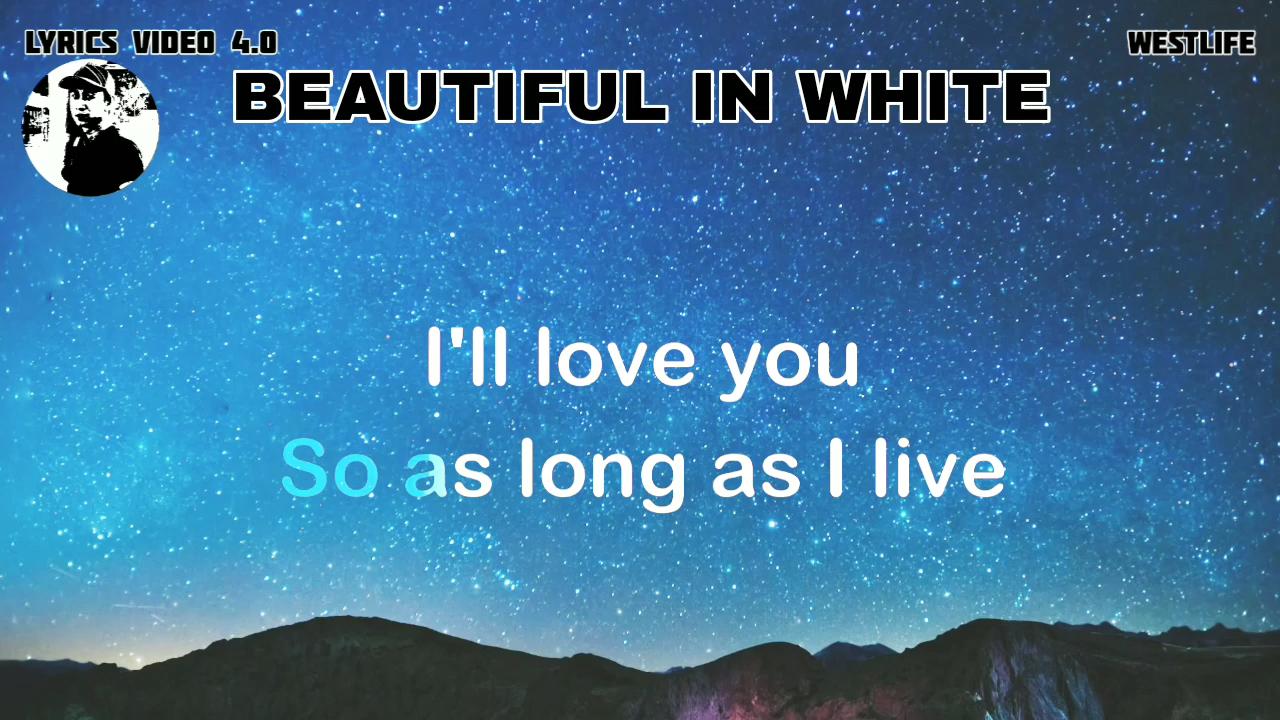 LYRICS VIDEO 4.0
WESTLIFE
BEAUTIFUL IN WHITE
I'll love you
So as long as I live